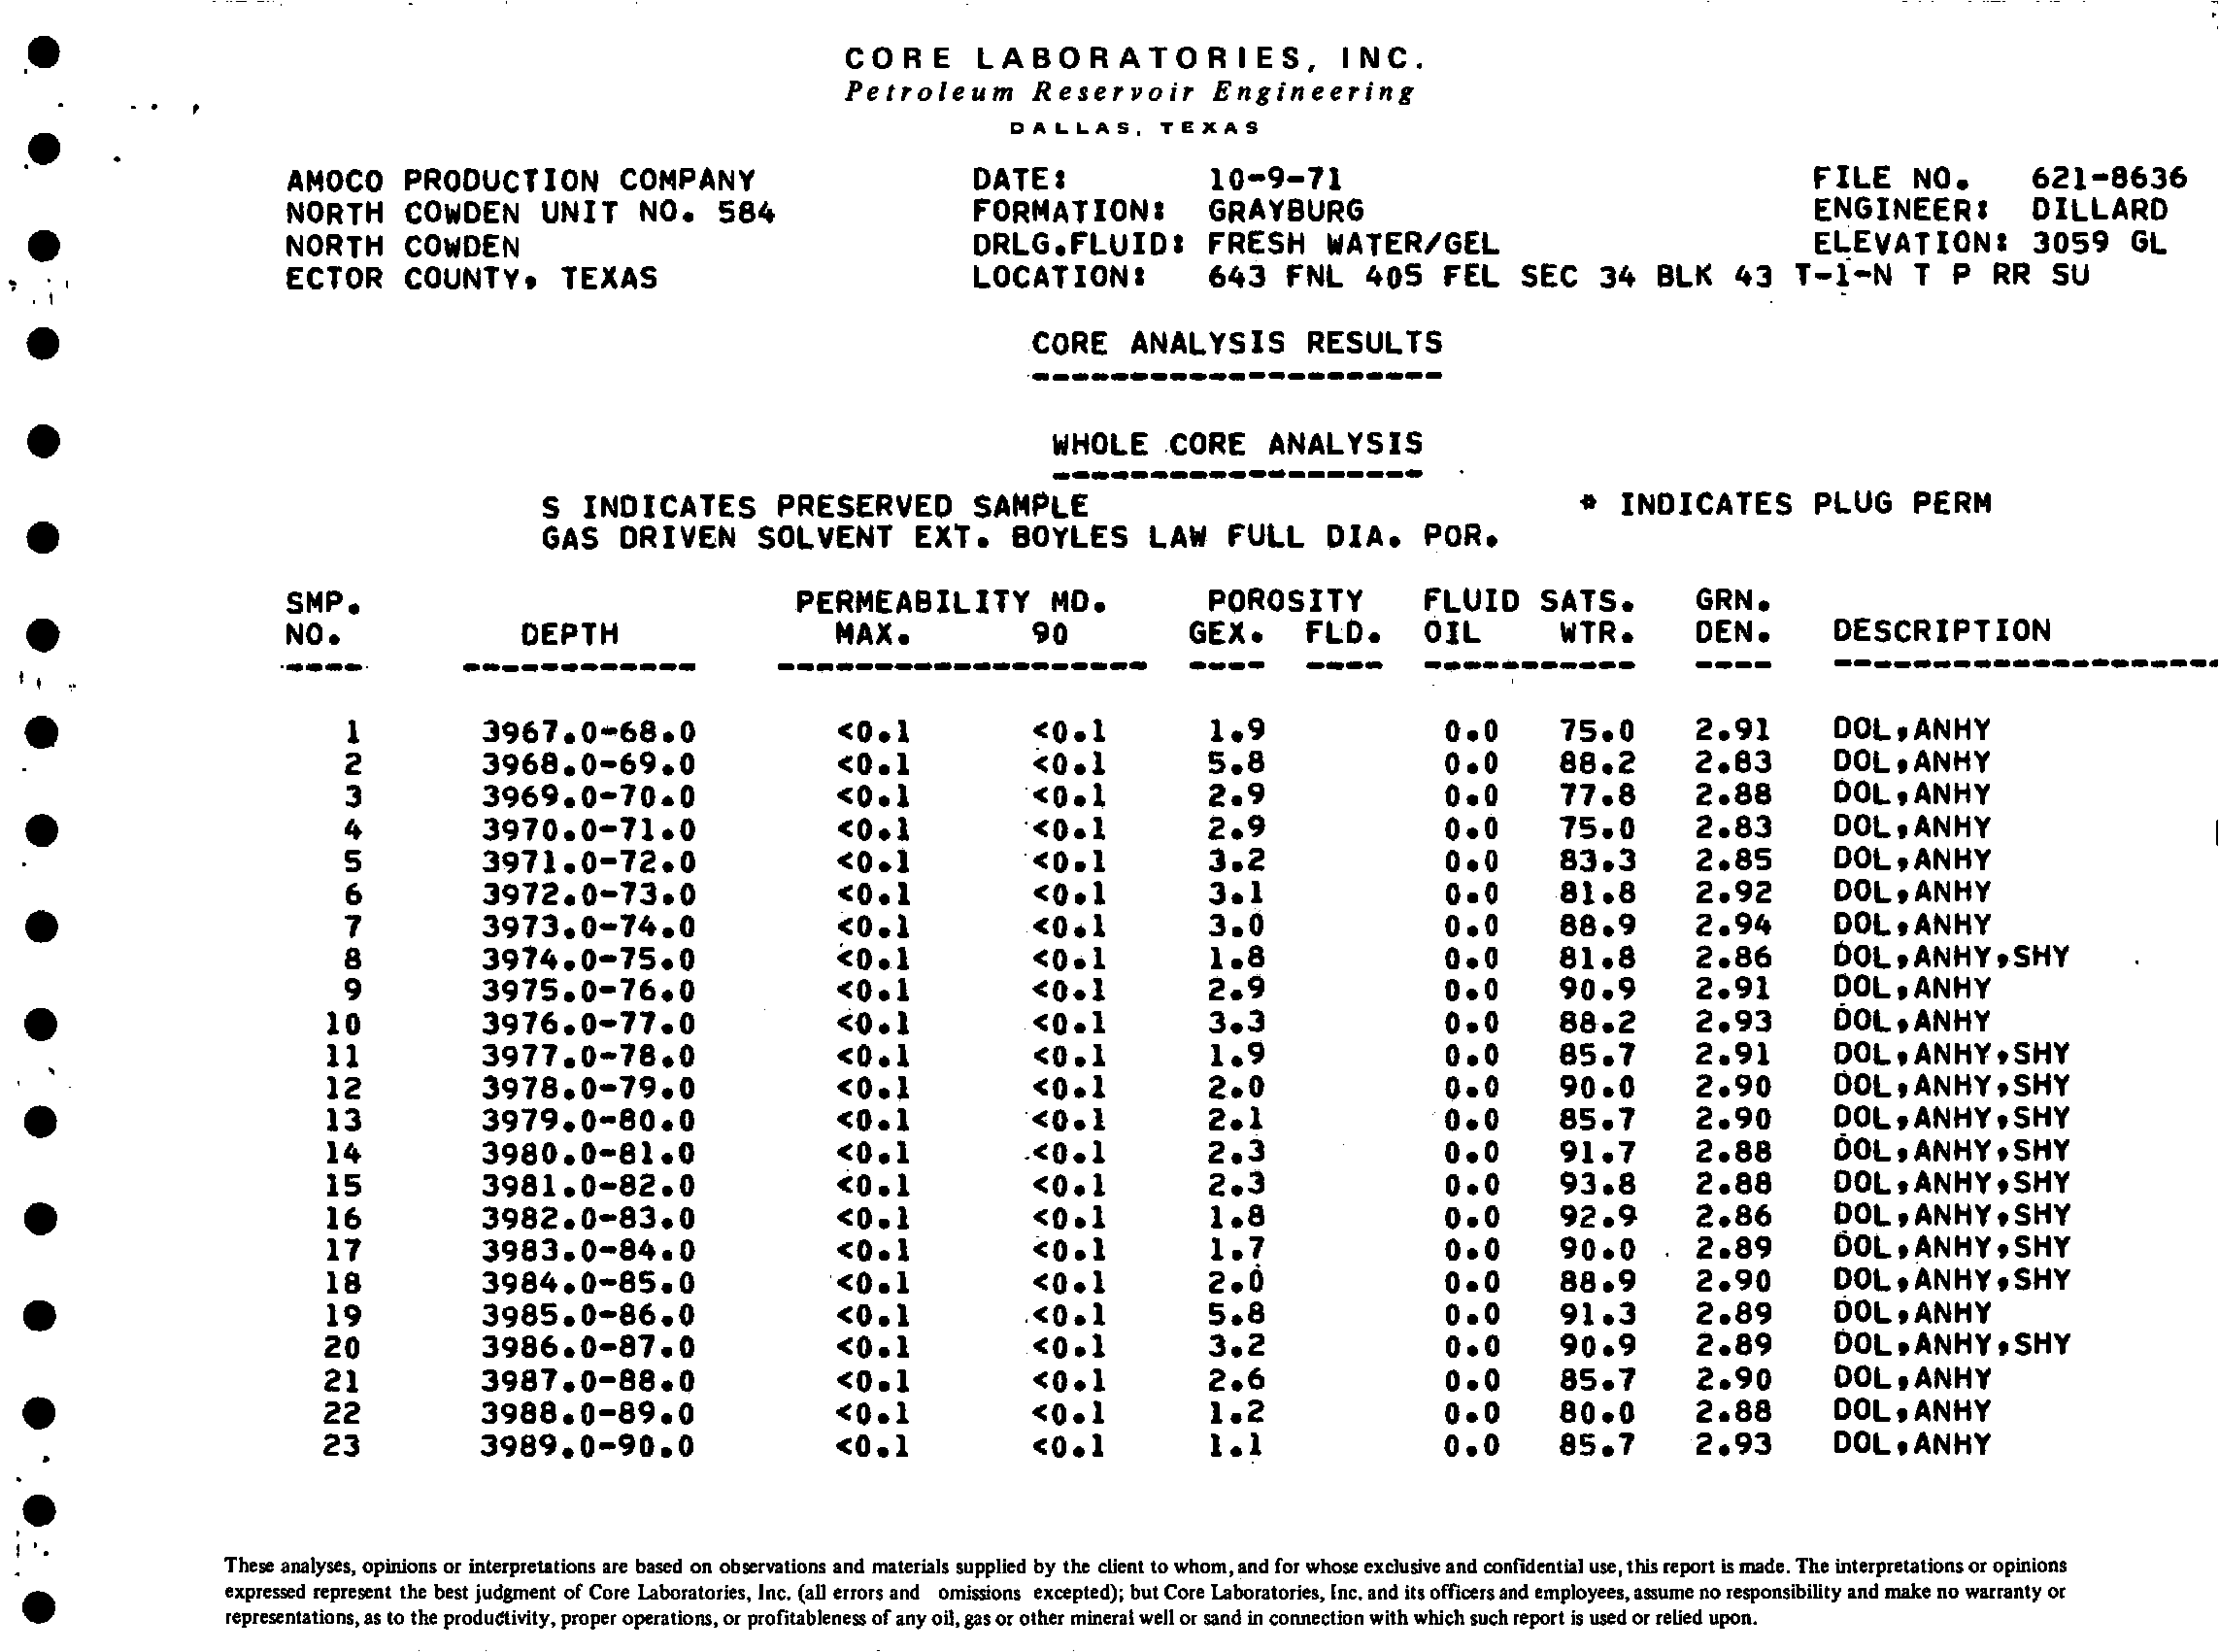 CORE LABORATORIES, INC.
Petroleum Reservoir Engineering
DALLAS, TEXAS
AMOCO PRODUCTION COMPANY DATE: 10-9-71 FILE NO. 621-8636
NORTH COWDEN UNIT NO. 584 FORMATION: GRAYBURG ENGINEER: DILLARD
NORTH COWDEN DRLG.FLUID: FRESH WATER/GEL ELEVATION: 3059 GL
ECTOR COUNTY, TEXAS LOCATION: 643 FNL 405 FEL SEC 34 BLK 43 T-1-N T P RR SU
CORE ANALYSIS RESULTS
WHOLE CORE ANALYSIS
S INDICATES PRESERVED SAMPLE * INDICATES PLUG PERM
GAS DRIVEN SOLVENT EXT. BOYLES LAW FULL DIA. POR.
SMP. PERMEABILITY MD. POROSITY FLUID SATS. GRN.
NO. DEPTH MAX. 90 GEX. FLD. OIL WTR. DEN. DESCRIPTION
1 3967.0-68.0 <0.1 <0.1 1.9 0.0 75.0 2.91 DOL,ANHY
2 3968.0-69.0 <0.1 <0.1 5.8 0.0 88.2 2.83 DOL,ANHY
3 3969.0-70.0 <0.1 <0.1 2.9 0.0 77.8 2.88 DOL,ANHY
4 3970.0-71.0 <0.1 <0.1 2.9 0.0 75.0 2.83 DOL,ANHY
5 3971.0-72.0 <0.1 <0.1 3.2 0.0 83.3 2.85 DOL,ANHY
6 3972.0-73.0 <0.1 <0.1 3.1 0.0 81.8 2.92 DOL,ANHY
7 3973.0-74.0 <0.1 <0.1 3.0 0.0 88.9 2.94 DOL,ANHY
8 3974.0-75.0 <0.1 <0.1 1.8 0.0 81.8 2.86 DOL,ANHY,SHY
9 3975.0-76.0 <0.1 <0.1 2.9 0.0 90.9 2.91 DOL,ANHY
10 3976.0-77.0 <0.1 <0.1 3.3 0.0 88.2 2.93 DOL,ANHY
11 3977.0-78.0 <0.1 <0.1 1.9 0.0 85.7 2.91 DOL,ANHY,SHY
12 3978.0-79.0 <0.1 <0.1 2.0 0.0 90.0 2.90 DOL,ANHY,SHY
13 3979.0-80.0 <0.1 <0.1 2.1 0.0 85.7 2.90 DOL,ANHY,SHY
14 3980.0-81.0 <0.1 <0.1 2.3 0.0 91.7 2.88 DOL,ANHY,SHY
15 3981.0-82.0 <0.1 <0.1 2.3 0.0 93.8 2.88 DOL,ANHY,SHY
16 3982.0-83.0 <0.1 <0.1 1.8 0.0 92.9 2.86 DOL,ANHY,SHY
17 3983.0-84.0 <0.1 <0.1 1.7 0.0 90.0 2.89 DOL,ANHY,SHY
18 3984.0-85.0 <0.1 <0.1 2.0 0.0 88.9 2.90 DOL,ANHY,SHY
19 3985.0-86.0 <0.1 <0.1 5.8 0.0 91.3 2.89 DOL,ANHY
20 3986.0-87.0 <0.1 <0.1 3.2 0.0 90.9 2.89 DOL,ANHY,SHY
21 3987.0-88.0 <0.1 <0.1 2.6 0.0 85.7 2.90 DOL,ANHY
22 3988.0-89.0 <0.1 <0.1 1.2 0.0 80.0 2.88 DOL,ANHY
23 3989.0-90.0 <0.1 <0.1 1.1 0.0 85.7 2.93 DOL,ANHY
These analyses, opinions or interpretations are based on observations and materials supplied by the client to whom, and for whose exclusive and confidential use, this report is made. The interpretations or opinions
expressed represent the best judgment of Core Laboratories, Inc. (all errors and omissions excepted); but Core Laboratories, Inc. and its officers and employees, assume no responsibility and make no warranty or
representations, as to the productivity, proper operations, or profitableness of any oil, gas or other mineral well or sand in connection with which such report is used or relied upon.